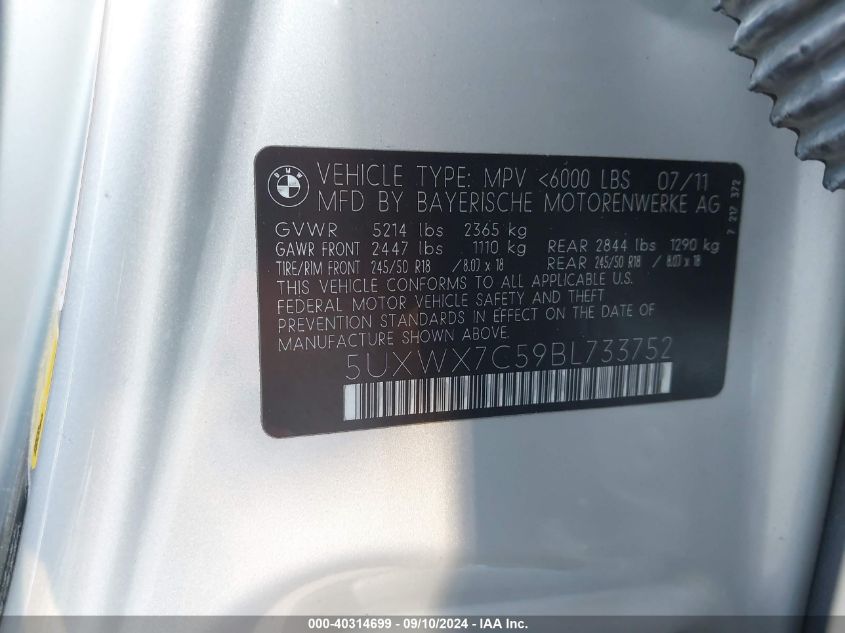 BMW
VEHICLE TYPE: MPV <6000 LBS 07/11
MFD BY BAYERISCHE MOTORENWERKE AG
GVWR 5214 lbs 2365 kg
GAWR FRONT 2447 lbs 1110 kg REAR 2844 lbs 1290 kg
TIRE/RIM FRONT 245/50 R18 / 8.0J x 18 REAR 245/50 R18 / 8.0J x 18
THIS VEHICLE CONFORMS TO ALL APPLICABLE U.S.
FEDERAL MOTOR VEHICLE SAFETY AND THEFT
PREVENTION STANDARDS IN EFFECT ON THE DATE OF
MANUFACTURE SHOWN ABOVE.
5UXWX7C59BL733752
7 217 372
000-40314699 - 09/10/2024 - IAA Inc.